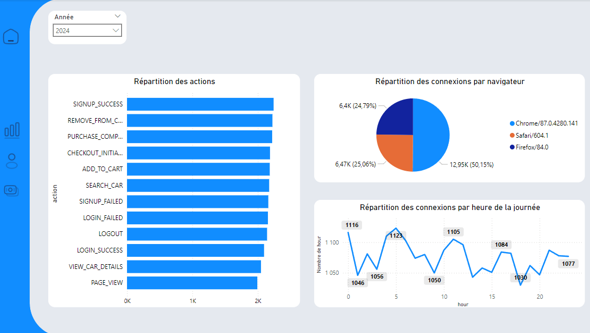 Année
2024
Répartition des actions
SIGNUP_SUCCESS
REMOVE_FROM_C...
PURCHASE_COMP...
CHECKOUT_INITIA...
ADD_TO_CART
SEARCH_CAR
SIGNUP_FAILED
LOGIN_FAILED
LOGOUT
LOGIN_SUCCESS
VIEW_CAR_DETAILS
PAGE_VIEW
action
0K 1K 2K
Répartition des connexions par navigateur
6,4K (24,79%)
6,47K (25,06%)
12,95K (50,15%)
Chrome/87.0.4280.141
Safari/604.1
Firefox/84.0
Répartition des connexions par heure de la journée
Nombre de hour
1 100
1 050
1116
1046
1056
1123
1050
1105
1084
1030
1077
0 5 10 15 20
hour